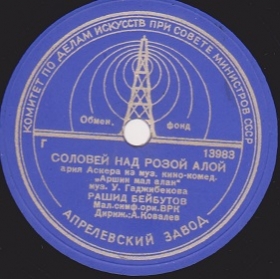 КОМИТЕТ ПО ДЕЛАМ ИСКУССТВ ПРИ СОВЕТЕ МИНИСТРОВ СССР
Обмен. фонд
Г 13983
СОЛОВЕЙ НАД РОЗОЙ АЛОЙ
ария Аскера из муз. кино-комед.
„Аршин мал алан"
муз. У. Гаджибекова
РАШИД БЕЙБУТОВ
Мал. симф. орк. ВРК
Дириж.: А. Ковалев
АПРЕЛЕВСКИЙ ЗАВОД